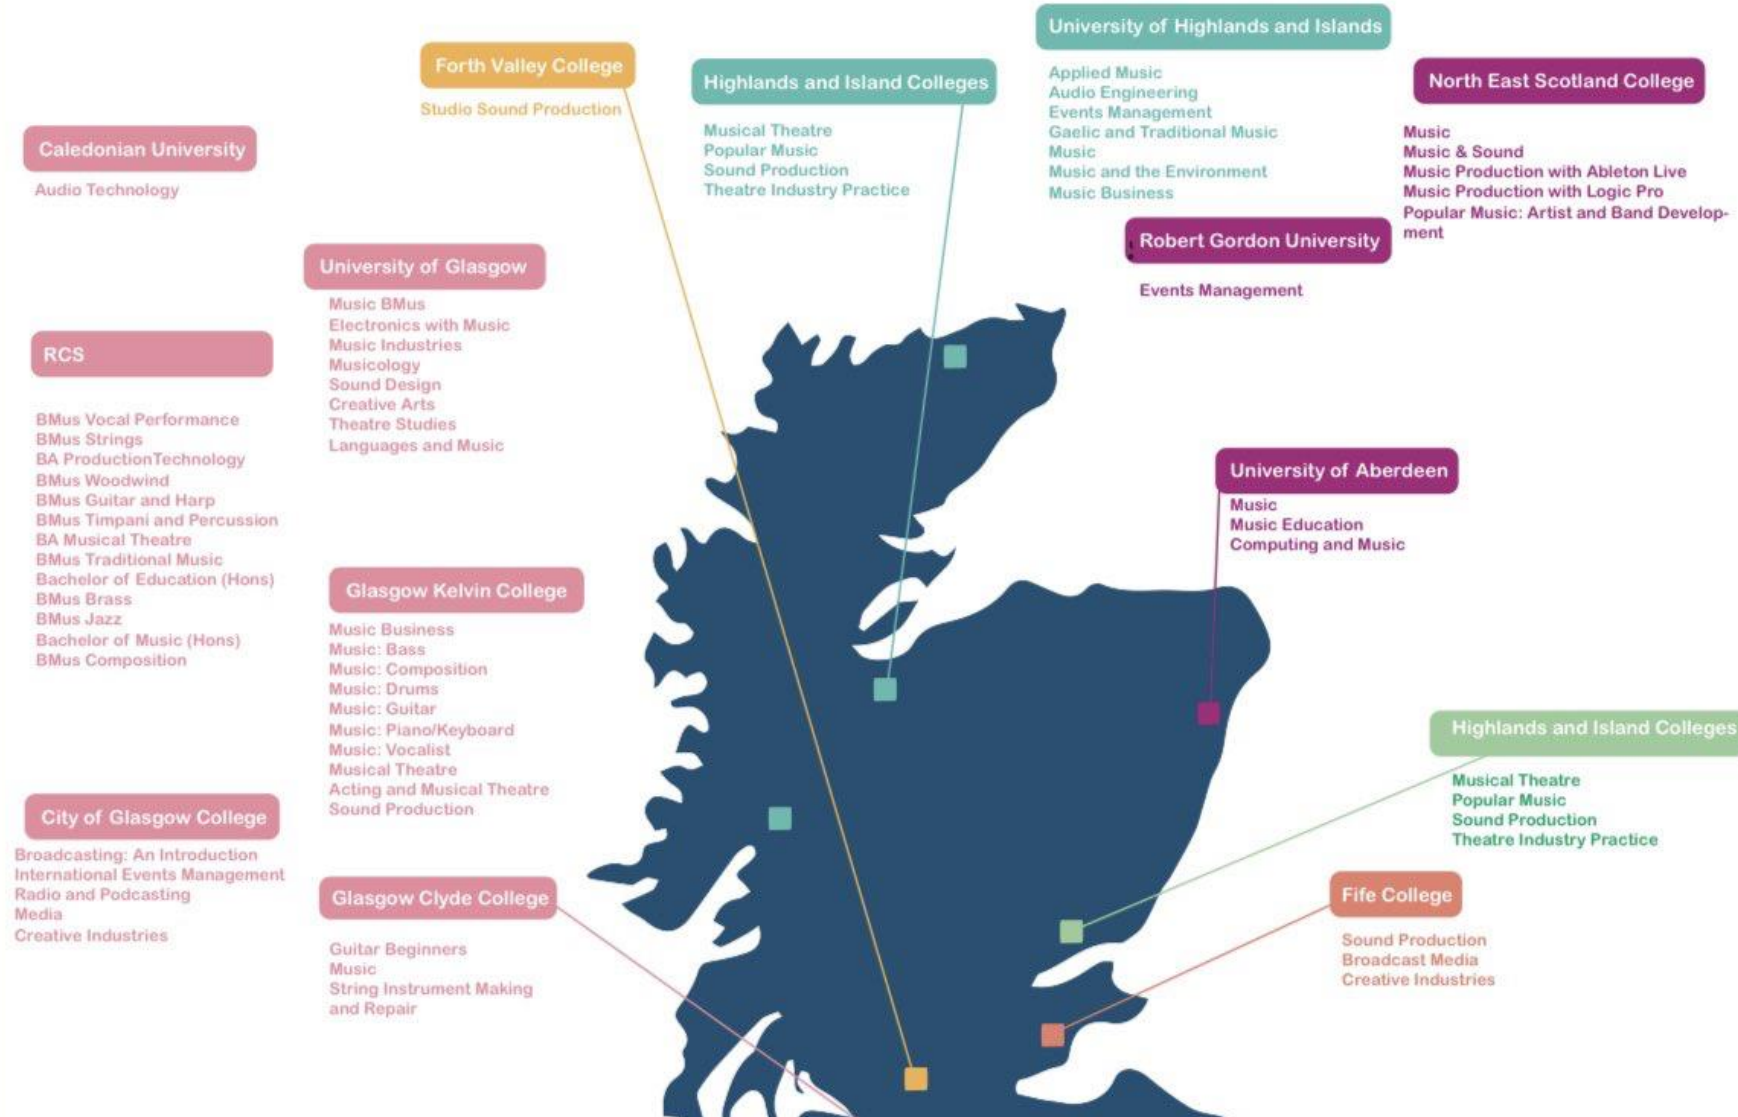 Forth Valley College
Studio Sound Production
Highlands and Island Colleges
Musical Theatre
Popular Music
Sound Production
Theatre Industry Practice
University of Highlands and Islands
Applied Music
Audio Engineering
Events Management
Gaelic and Traditional Music
Music
Music and the Environment
Music Business
North East Scotland College
Music
Music & Sound
Music Production with Ableton Live
Music Production with Logic Pro
Popular Music: Artist and Band Develop-
ment
Caledonian University
Audio Technology
Robert Gordon University
Events Management
University of Glasgow
Music BMus
Electronics with Music
Music Industries
Musicology
Sound Design
Creative Arts
Theatre Studies
Languages and Music
RCS
BMus Vocal Performance
BMus Strings
BA ProductionTechnology
BMus Woodwind
BMus Guitar and Harp
BMus Timpani and Percussion
BA Musical Theatre
BMus Traditional Music
Bachelor of Education (Hons)
BMus Brass
BMus Jazz
Bachelor of Music (Hons)
BMus Composition
University of Aberdeen
Music
Music Education
Computing and Music
Glasgow Kelvin College
Music Business
Music: Bass
Music: Composition
Music: Drums
Music: Guitar
Music: Piano/Keyboard
Music: Vocalist
Musical Theatre
Acting and Musical Theatre
Sound Production
Highlands and Island Colleges
Musical Theatre
Popular Music
Sound Production
Theatre Industry Practice
City of Glasgow College
Broadcasting: An Introduction
International Events Management
Radio and Podcasting
Media
Creative Industries
Glasgow Clyde College
Guitar Beginners
Music
String Instrument Making
and Repair
Fife College
Sound Production
Broadcast Media
Creative Industries